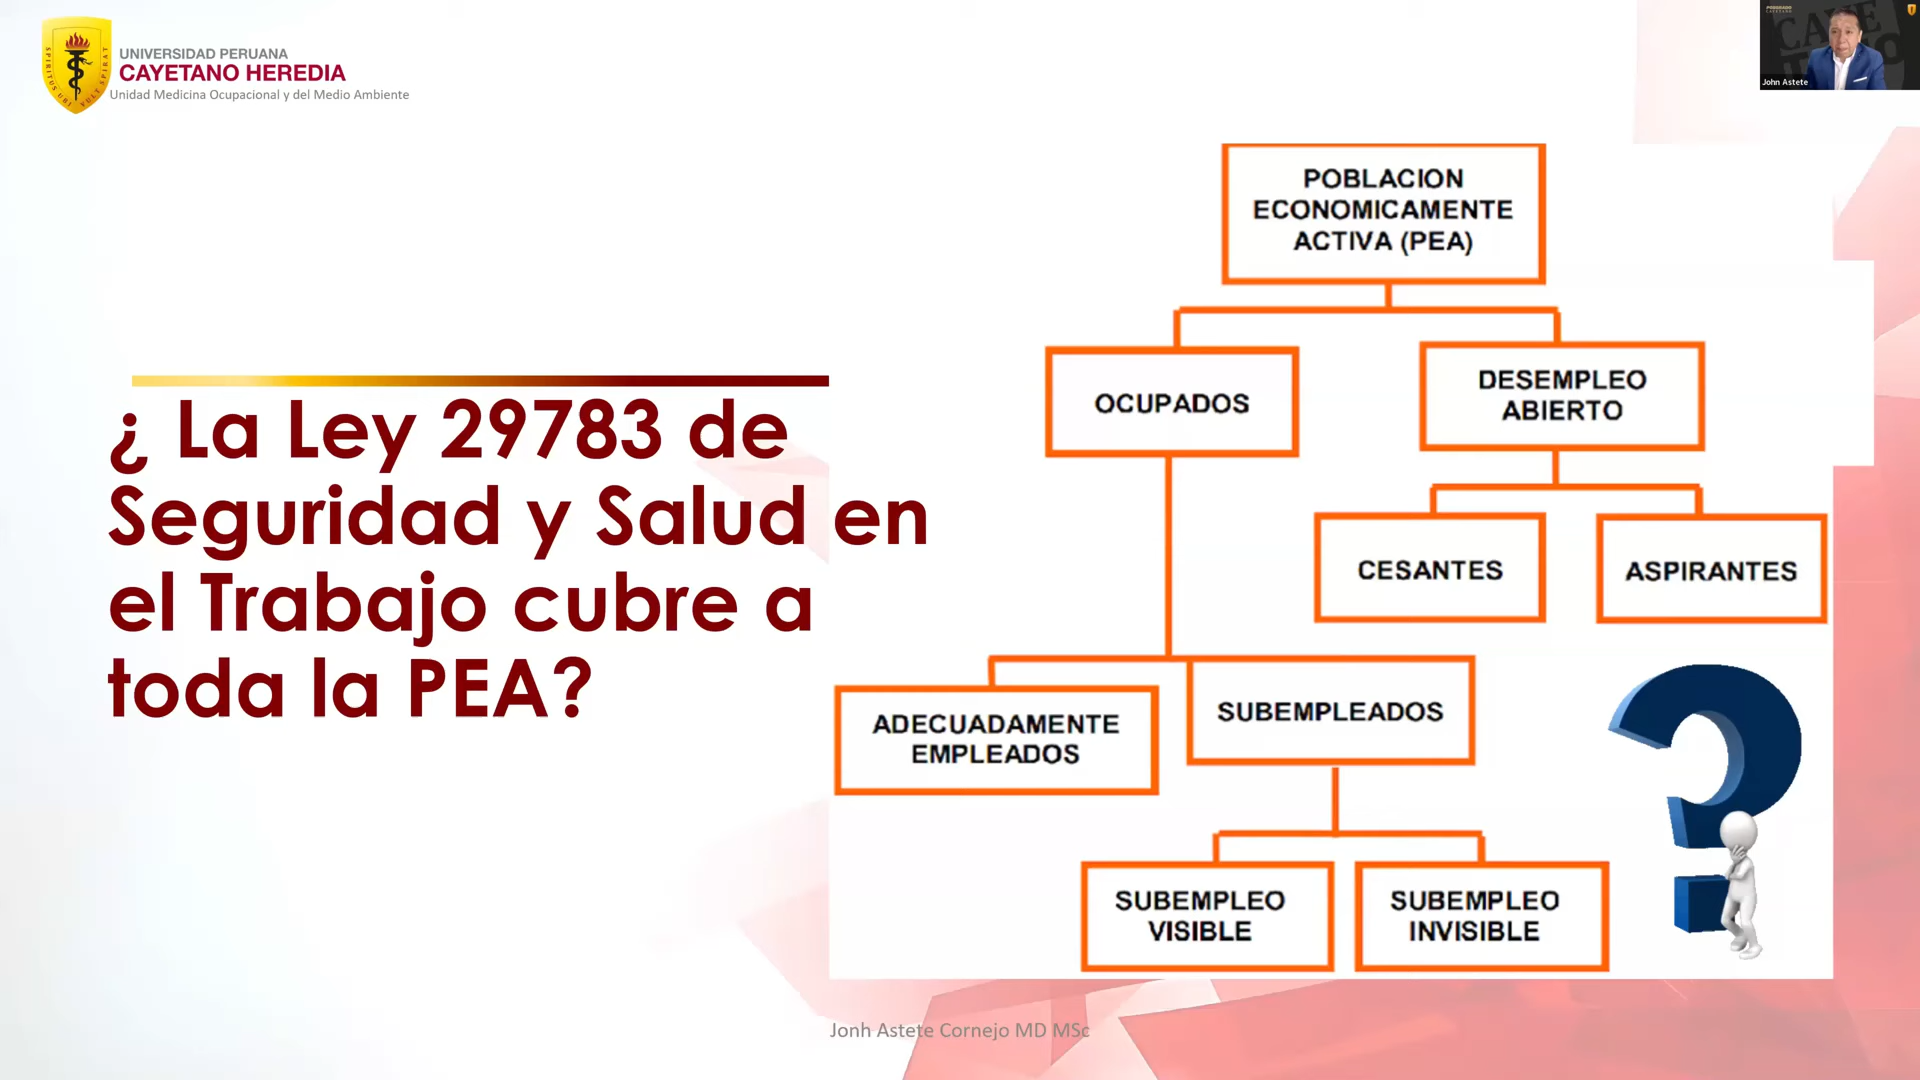 UNIVERSIDAD PERUANA
CAYETANO HEREDIA
Unidad Medicina Ocupacional y del Medio Ambiente
John Astete
¿ La Ley 29783 de
Seguridad y Salud en
el Trabajo cubre a
toda la PEA?
POBLACION
ECONOMICAMENTE
ACTIVA (PEA)
OCUPADOS
DESEMPLEO
ABIERTO
CESANTES
ASPIRANTES
ADECUADAMENTE
EMPLEADOS
SUBEMPLEADOS
SUBEMPLEO
VISIBLE
SUBEMPLEO
INVISIBLE
Jonh Astete Cornejo MD MSc